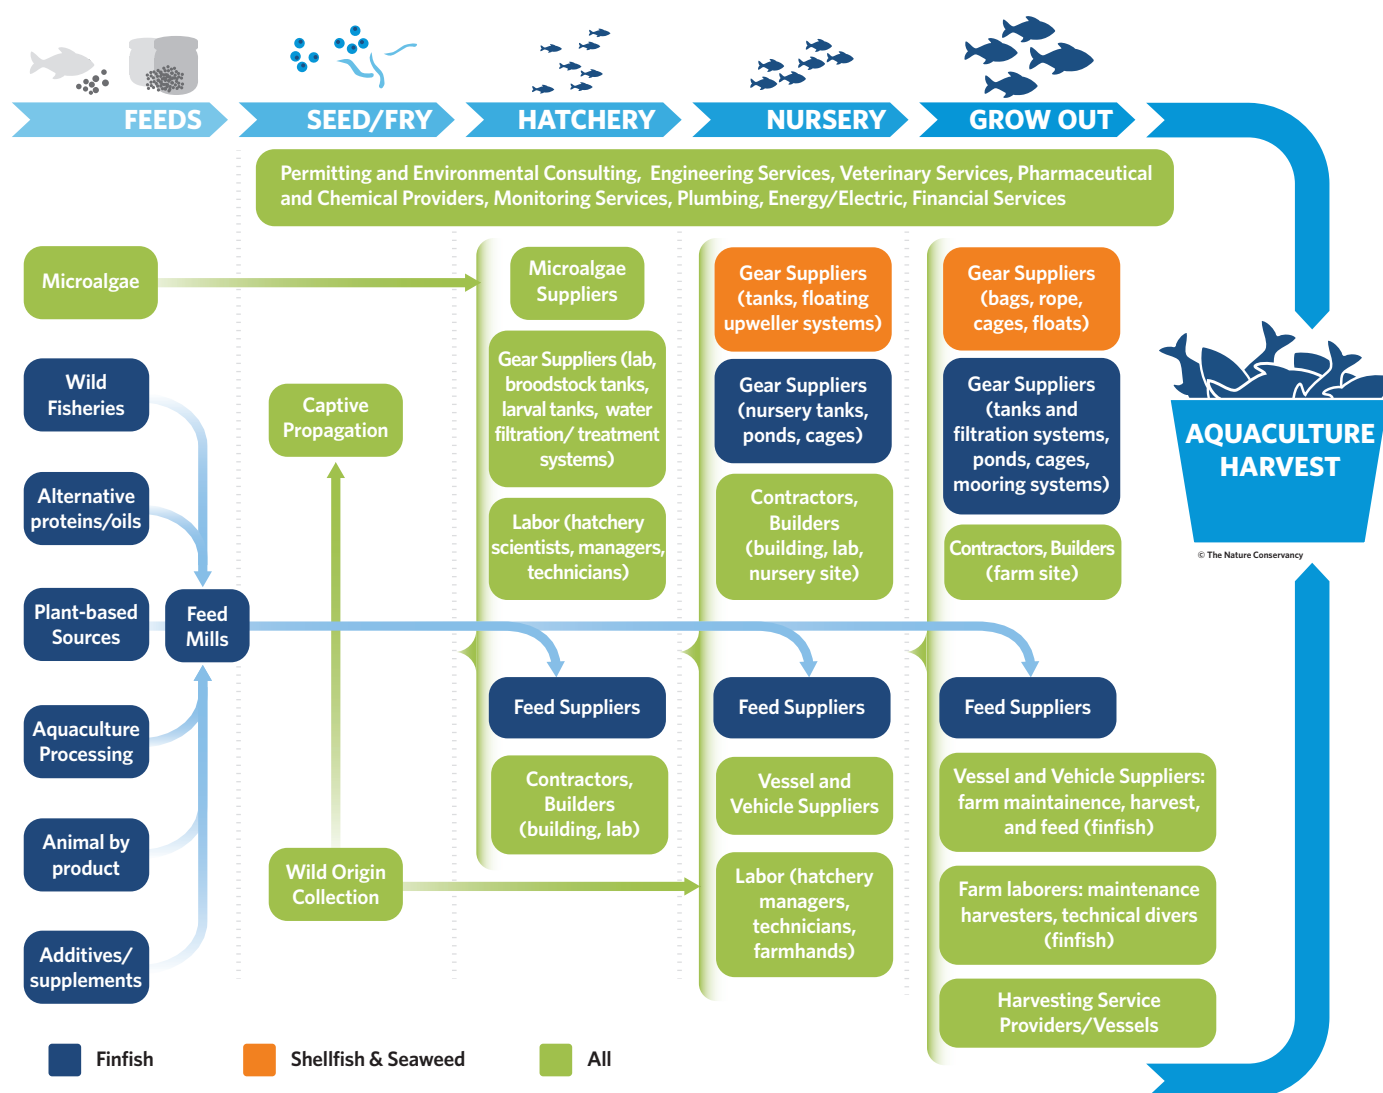 FEEDS
SEED/FRY
HATCHERY
NURSERY
GROW OUT
Permitting and Environmental Consulting, Engineering Services, Veterinary Services, Pharmaceutical
and Chemical Providers, Monitoring Services, Plumbing, Energy/Electric, Financial Services
Microalgae
Wild
Fisheries
Alternative
proteins/oils
Plant-based
Sources
Feed
Mills
Aquaculture
Processing
Animal by
product
Additives/
supplements
Captive
Propagation
Wild Origin
Collection
Microalgae
Suppliers
Gear Suppliers (lab,
broodstock tanks,
larval tanks, water
filtration/ treatment
systems)
Labor (hatchery
scientists, managers,
technicians)
Feed Suppliers
Contractors,
Builders
(building, lab)
Gear Suppliers
(tanks, floating
upweller systems)
Gear Suppliers
(nursery tanks,
ponds, cages)
Contractors,
Builders
(building, lab,
nursery site)
Feed Suppliers
Vessel and
Vehicle Suppliers
Labor (hatchery
managers,
technicians,
farmhands)
Gear Suppliers
(bags, rope,
cages, floats)
Gear Suppliers
(tanks and
filtration systems,
ponds, cages,
mooring systems)
Contractors, Builders
(farm site)
Feed Suppliers
Vessel and Vehicle Suppliers:
farm maintainence, harvest,
and feed (finfish)
Farm laborers: maintenance
harvesters, technical divers
(finfish)
Harvesting Service
Providers/Vessels
AQUACULTURE
HARVEST
© The Nature Conservancy
Finfish
Shellfish & Seaweed
All